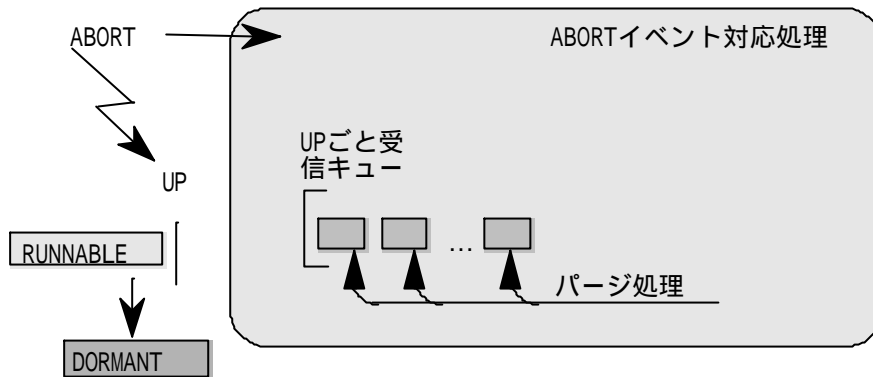 ABORT
ABORTイベント対応処理
UPごと受
信キュー
UP
RUNNABLE
...
パージ処理
DORMANT